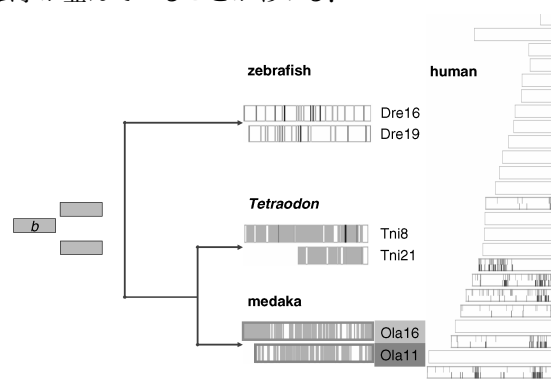 zebrafish
human
Dre16
Dre19
Tetraodon
b
Tni8
Tni21
medaka
Ola16
Ola11